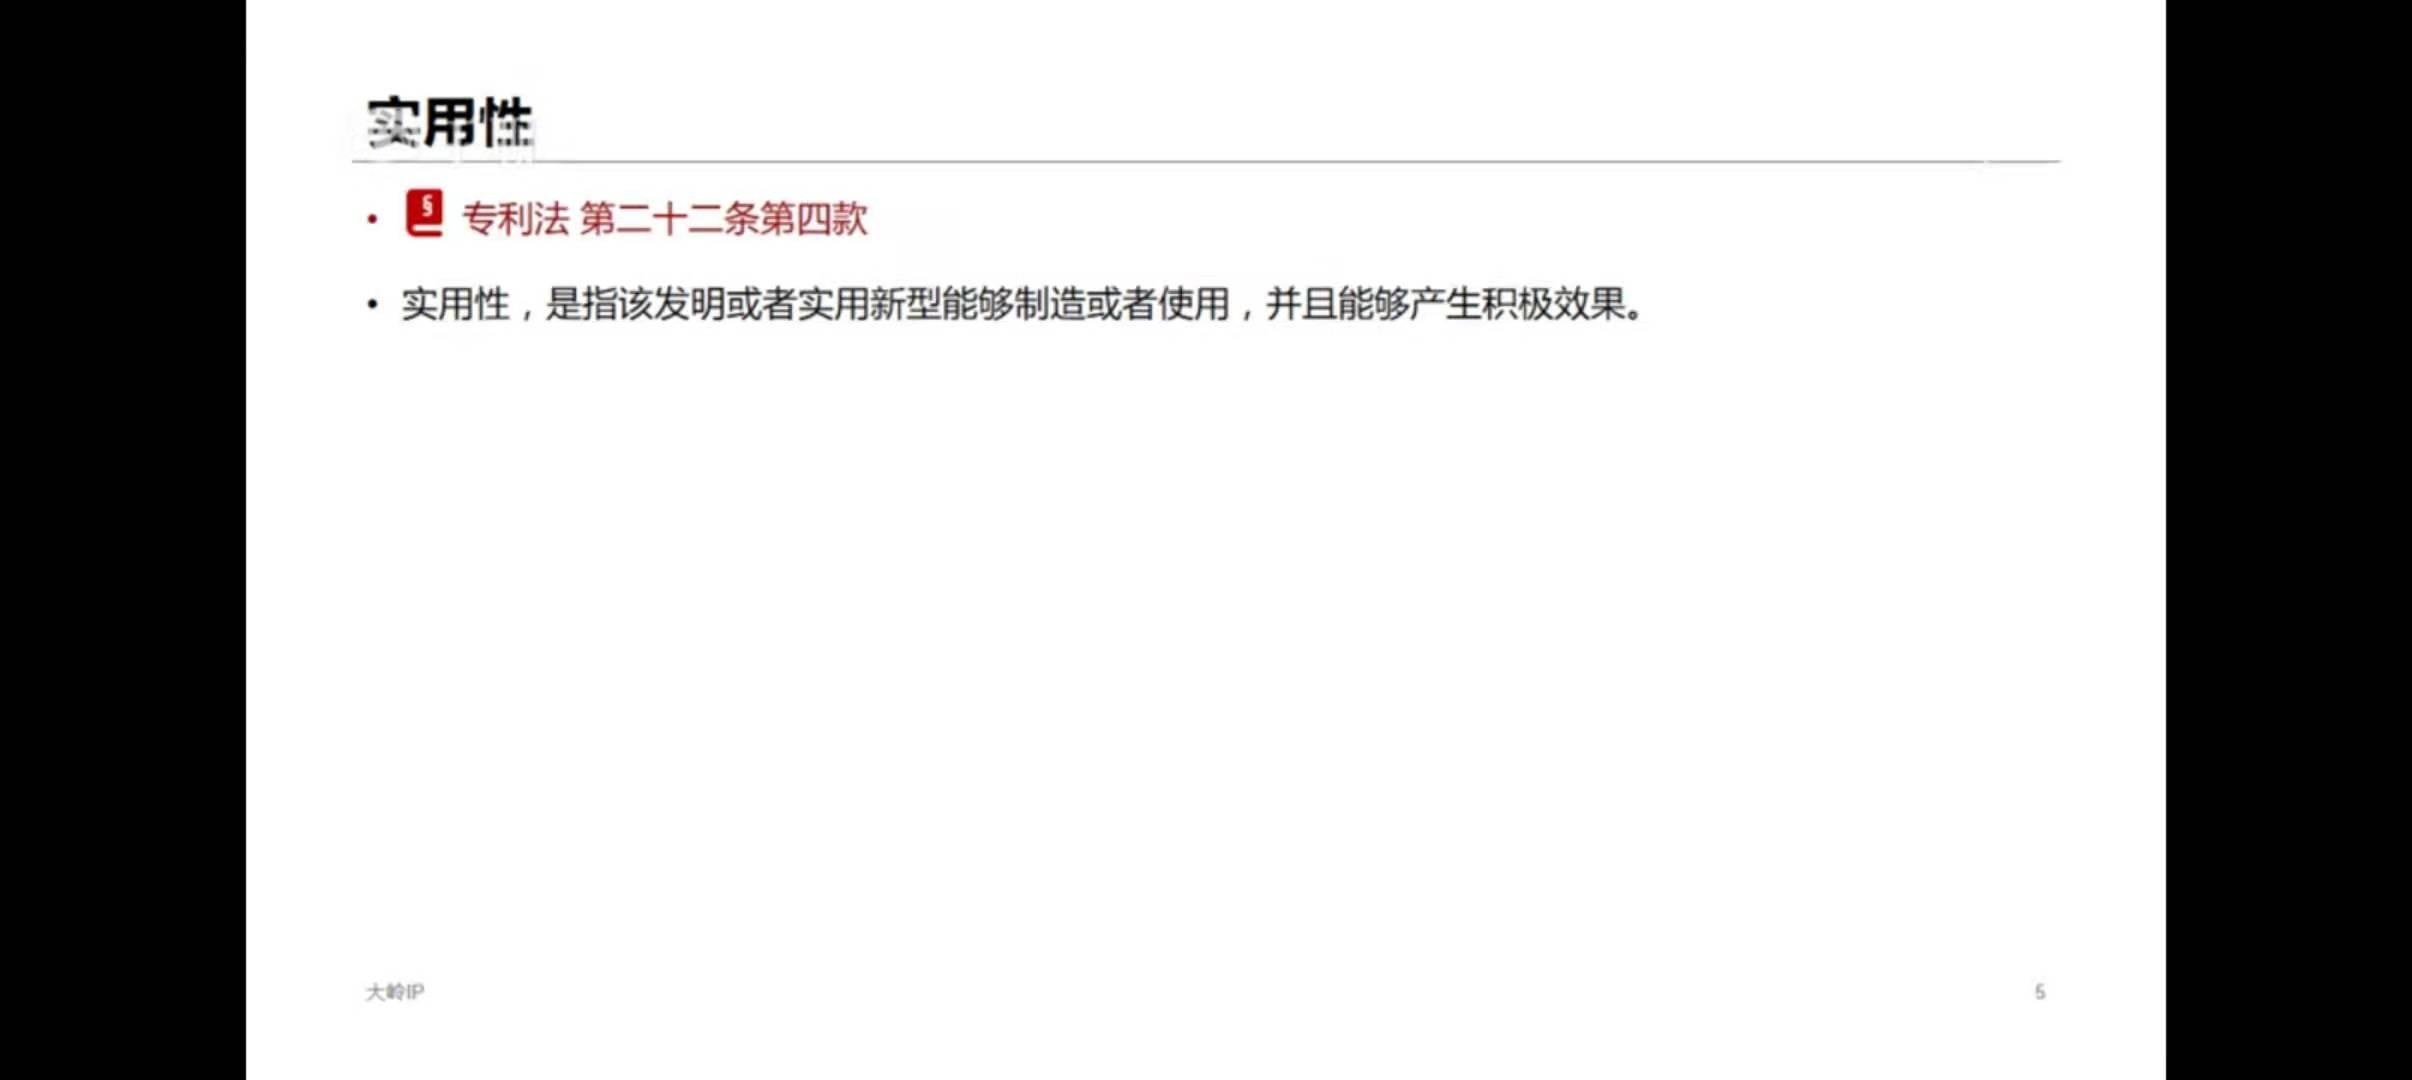 实用性
• § 专利法 第二十二条第四款
• 实用性，是指该发明或者实用新型能够制造或者使用，并且能够产生积极效果。
大岭IP
5